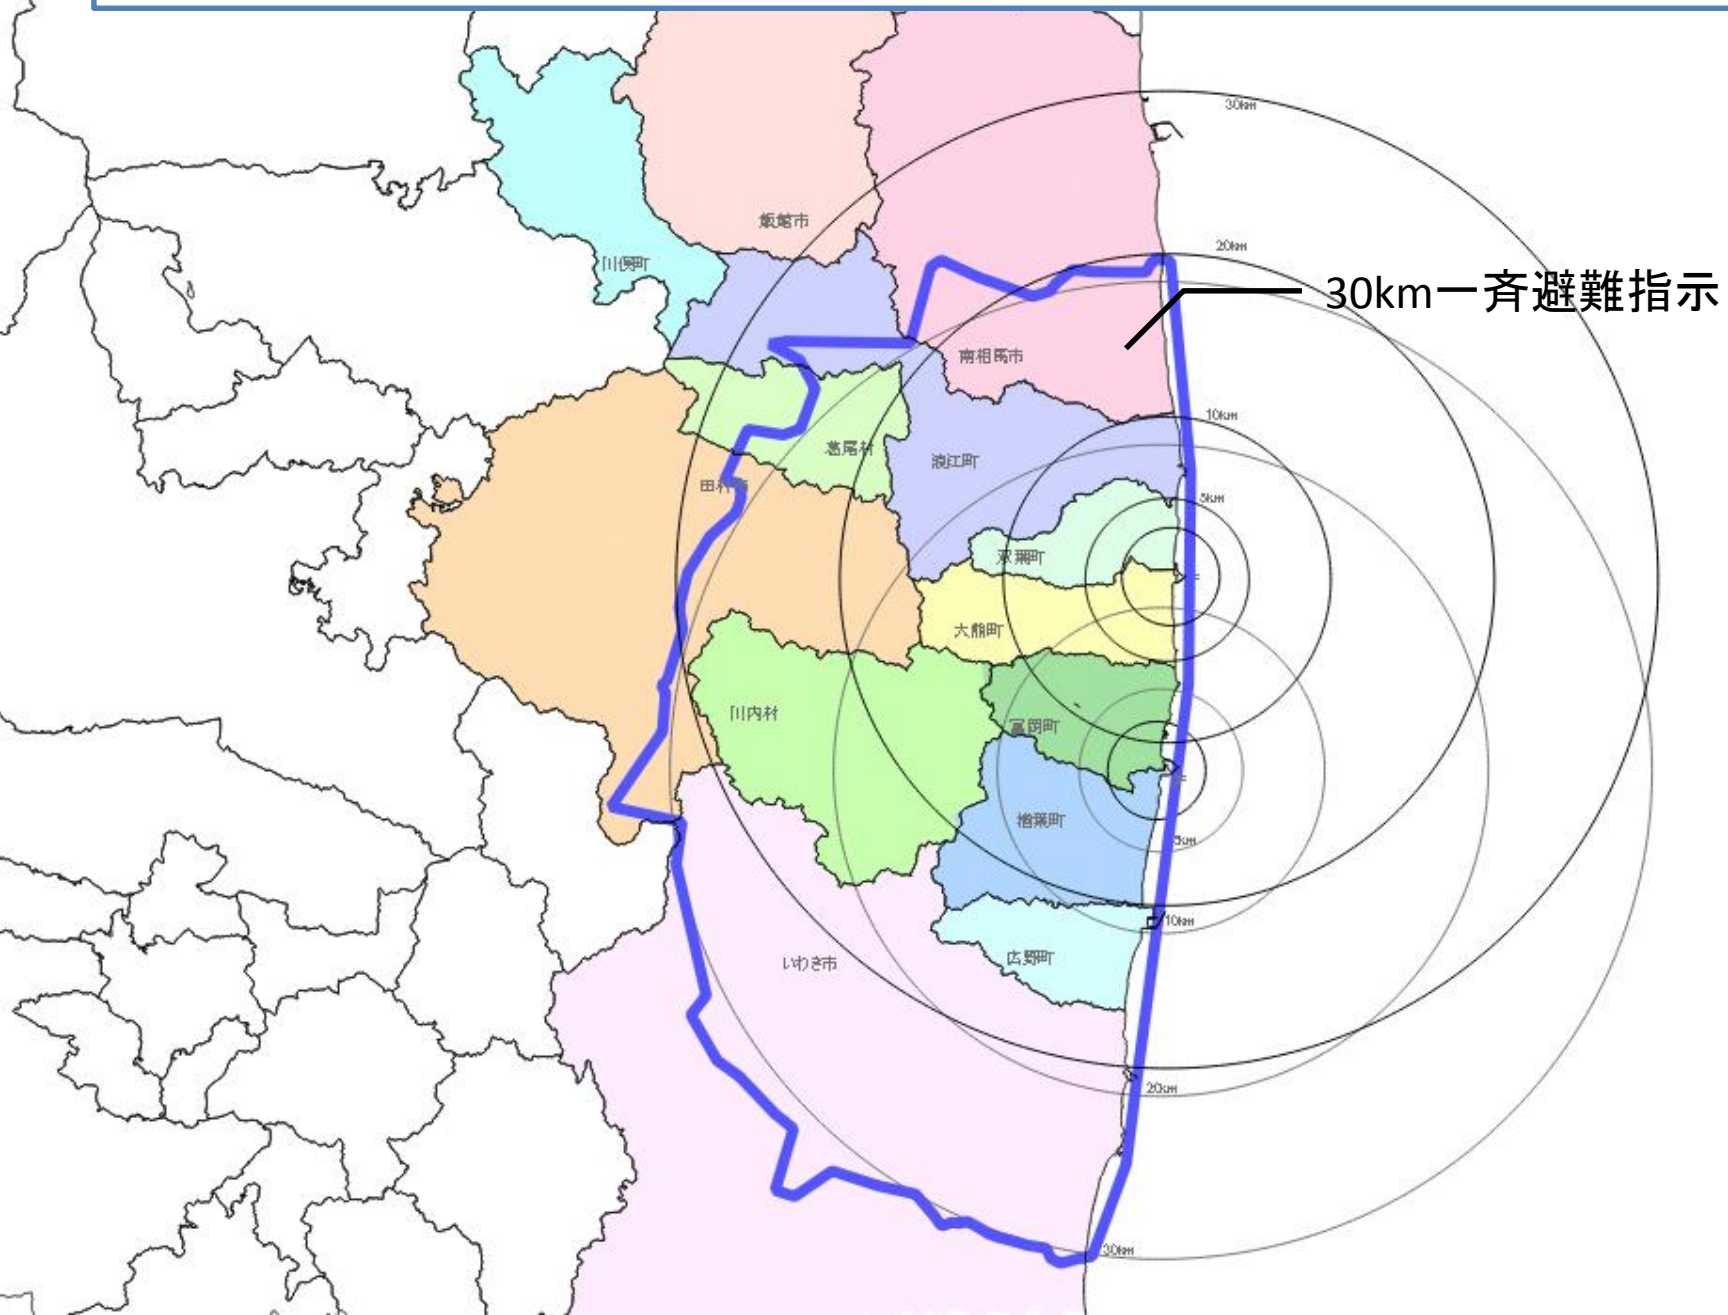 30km
飯舘市
20km
川俣町
30km一斉避難指示
南相馬市
10km
葛尾村
浪江町
田村市
5km
双葉町
大熊町
川内村
富岡町
楢葉町
5km
10km
広野町
いわき市
20km
30km